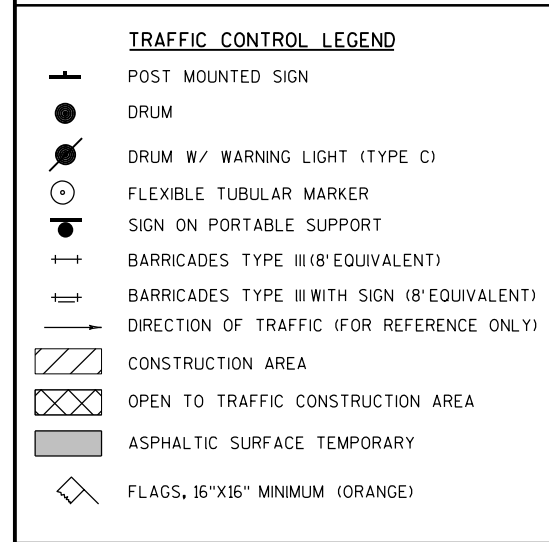 TRAFFIC CONTROL LEGEND
POST MOUNTED SIGN
DRUM
DRUM W/ WARNING LIGHT (TYPE C)
FLEXIBLE TUBULAR MARKER
SIGN ON PORTABLE SUPPORT
BARRICADES TYPE III (8' EQUIVALENT)
BARRICADES TYPE III WITH SIGN (8' EQUIVALENT)
DIRECTION OF TRAFFIC (FOR REFERENCE ONLY)
CONSTRUCTION AREA
OPEN TO TRAFFIC CONSTRUCTION AREA
ASPHALTIC SURFACE TEMPORARY
FLAGS, 16"X16" MINIMUM (ORANGE)